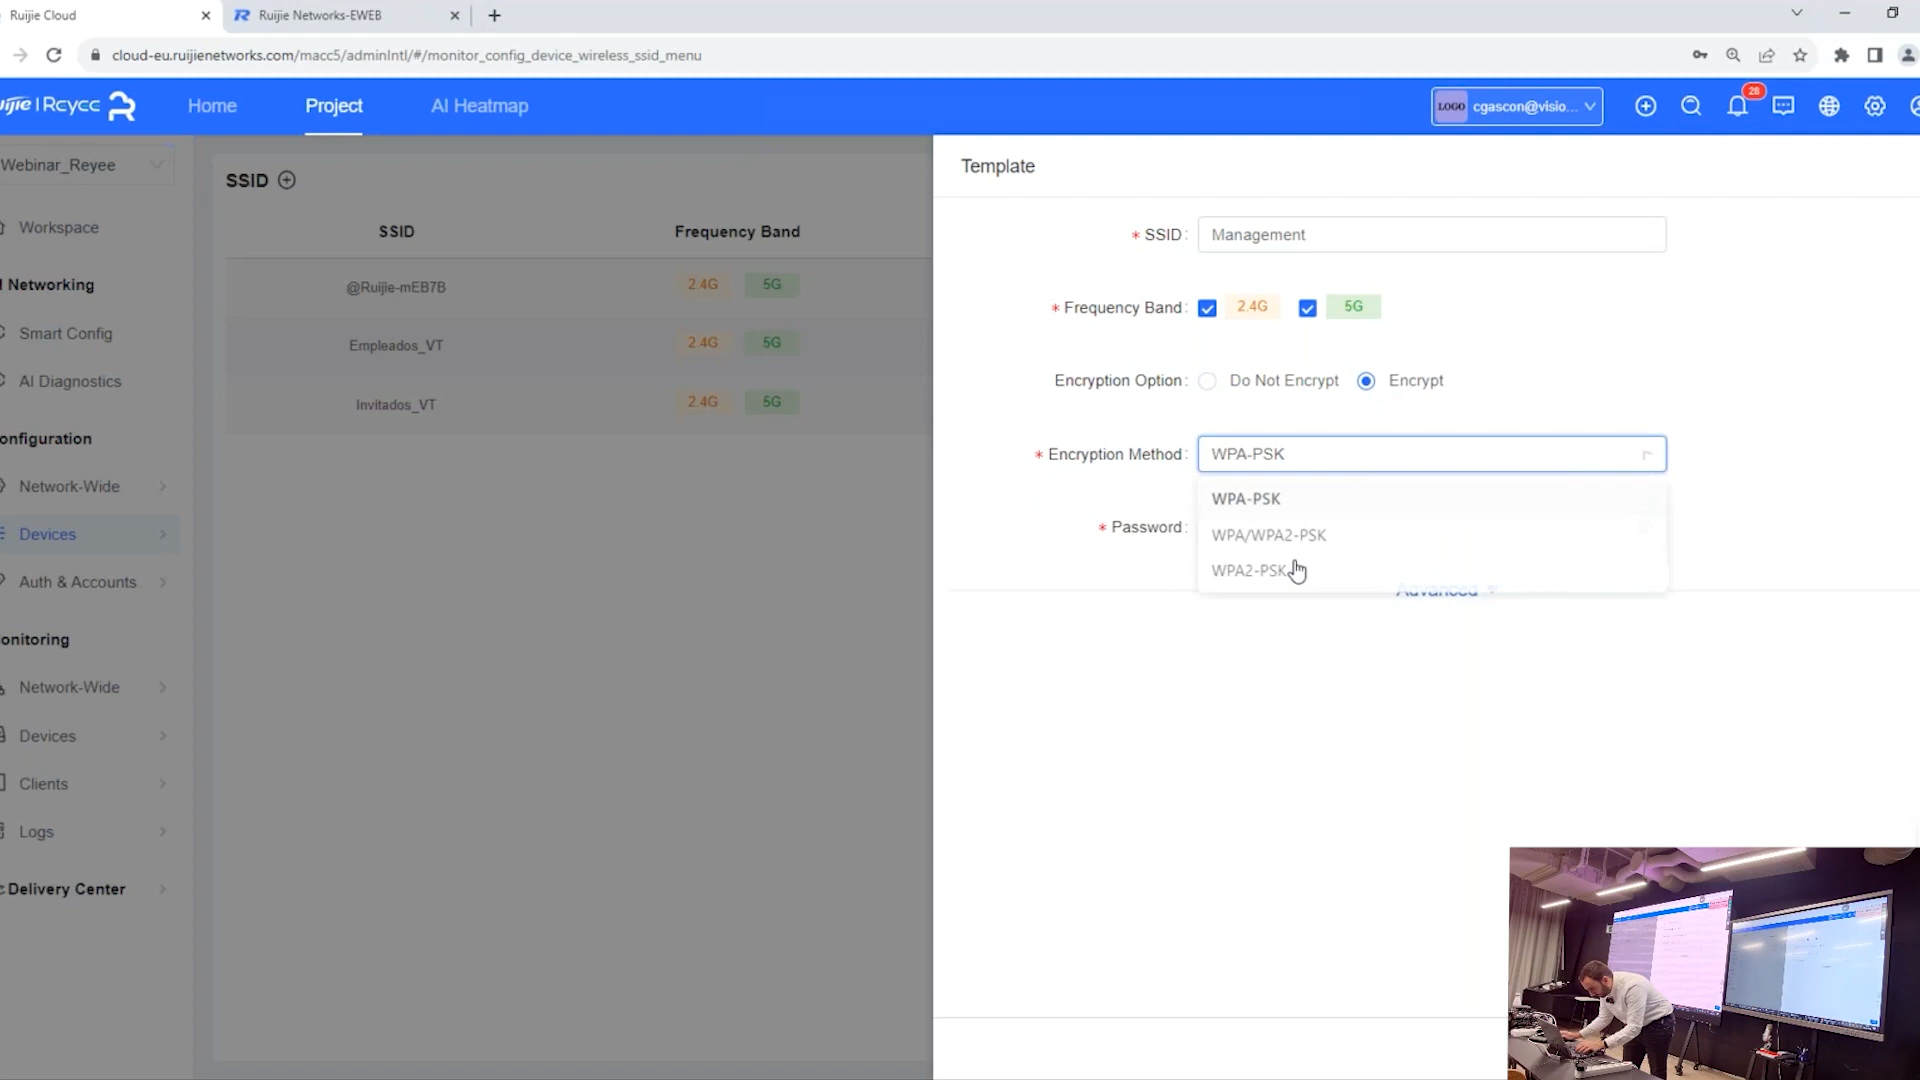 Ruijie Cloud
Ruijie Networks-EWEB
cloud-eu.ruijienetworks.com/macc5/adminIntl/#/monitor_config_device_wireless_ssid_menu
uijie | Reyee
Home
Project
AI Heatmap
LOGO
cgascon@visio...
28
Webinar_Reyee
Workspace
I Networking
Smart Config
AI Diagnostics
onfiguration
Network-Wide
Devices
Auth & Accounts
onitoring
Network-Wide
Devices
Clients
Logs
Delivery Center
SSID
SSID
Frequency Band
@Ruijie-mEB7B
2.4G
5G
Empleados_VT
2.4G
5G
Invitados_VT
2.4G
5G
Template
* SSID:
Management
* Frequency Band:
2.4G
5G
Encryption Option:
Do Not Encrypt
Encrypt
* Encryption Method:
WPA-PSK
WPA-PSK
WPA/WPA2-PSK
WPA2-PSK
* Password:
Advanced